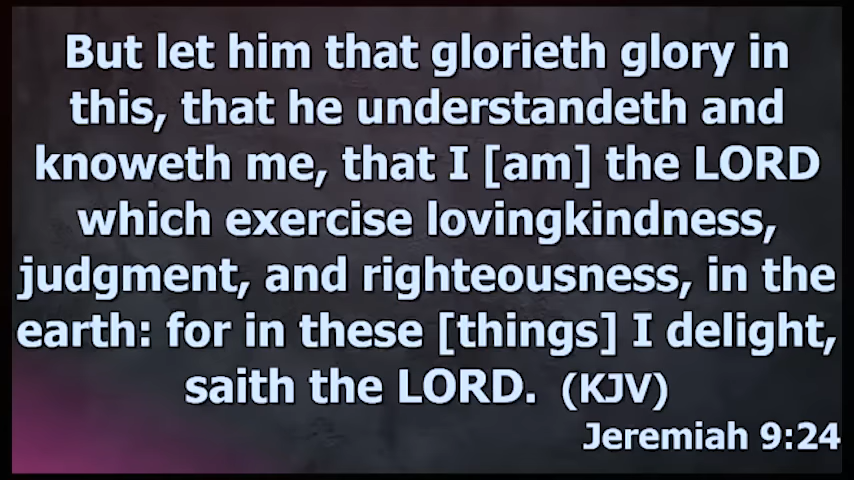 But let him that glorieth glory in
this, that he understandeth and
knoweth me, that I [am] the LORD
which exercise lovingkindness,
judgment, and righteousness, in the
earth: for in these [things] I delight,
saith the LORD. (KJV)
Jeremiah 9:24